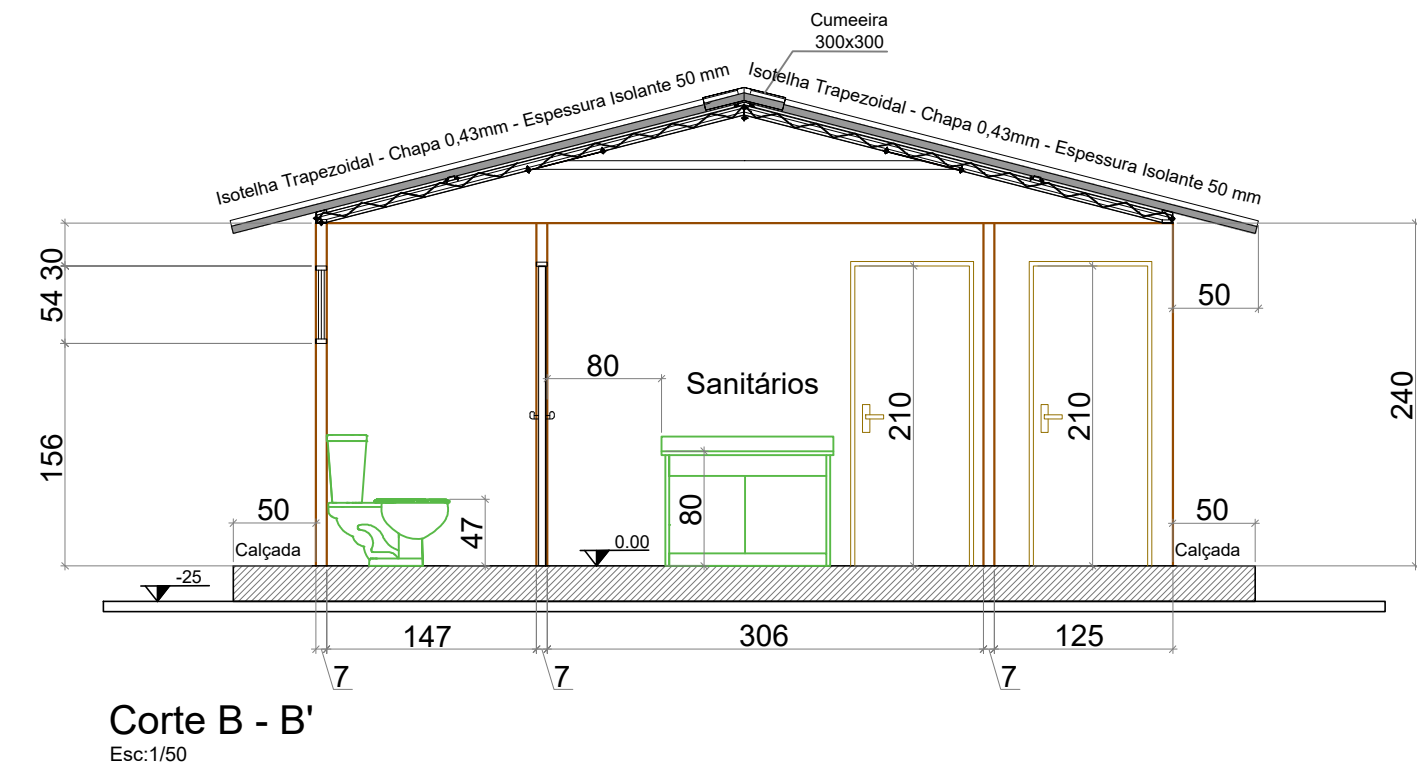 Cumeeira
300x300
Isotelha Trapezoidal - Chapa 0,43mm - Espessura Isolante 50 mm
Isotelha Trapezoidal - Chapa 0,43mm - Espessura Isolante 50 mm
30
54
156
50
Calçada
-25
47
80
Sanitários
80
0.00
210
210
50
240
50
Calçada
147
306
125
7
7
7
Corte B - B'
Esc:1/50